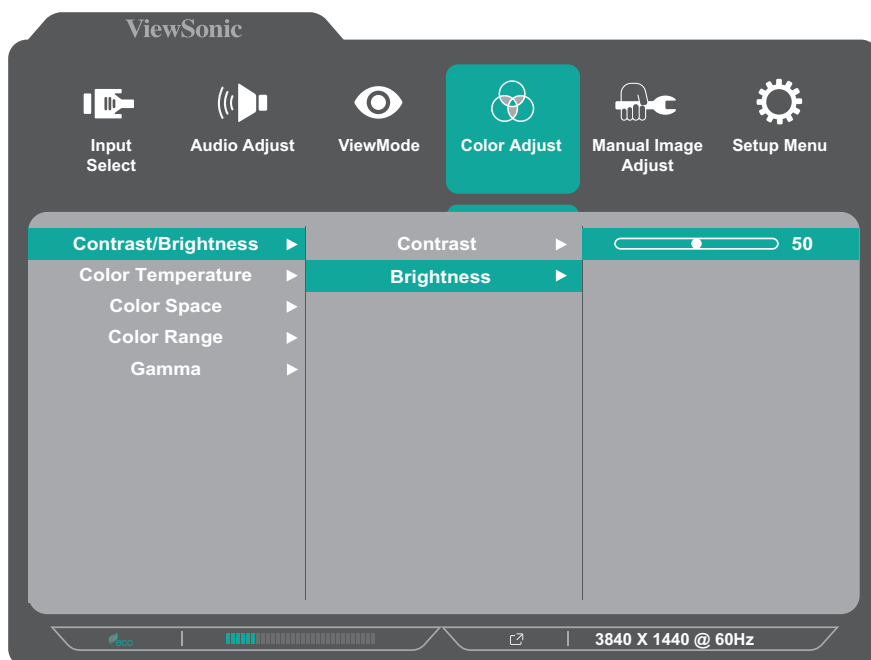 ViewSonic
Input
Select
Audio Adjust
ViewMode
Color Adjust
Manual Image
Adjust
Setup Menu
Contrast/Brightness
Contrast
50
Color Temperature
Brightness
Color Space
Color Range
Gamma
eco
3840 X 1440 @ 60Hz